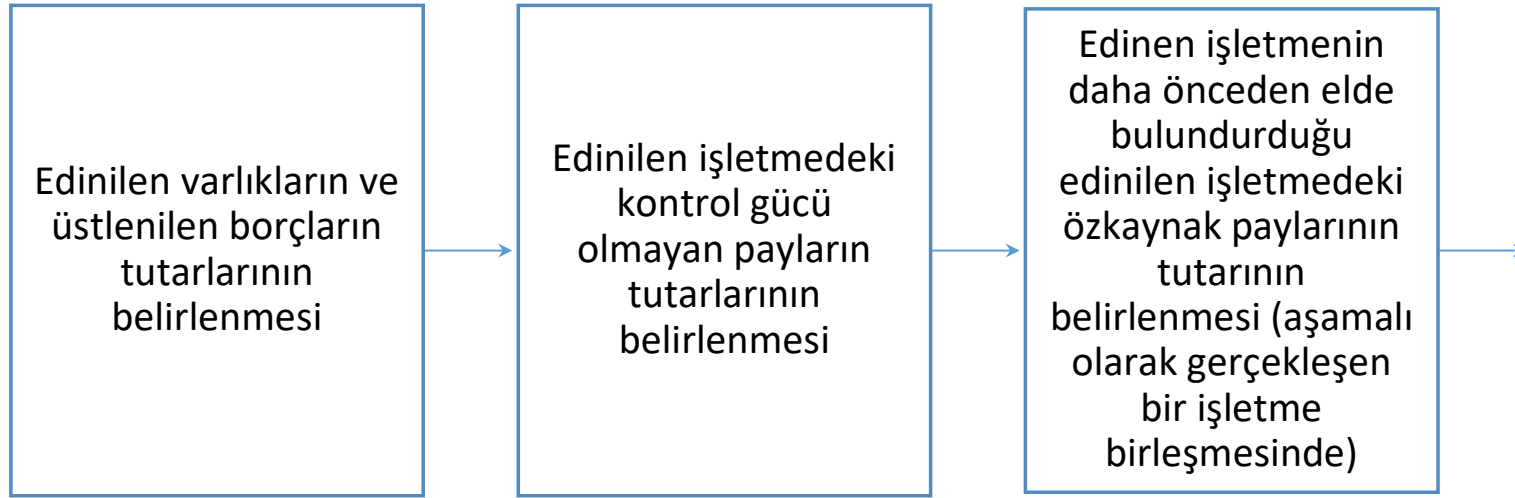 Edinilen varlıkların ve
üstlenilen borçların
tutarlarının
belirlenmesi
Edinilen işletmedeki
kontrol gücü
olmayan payların
tutarlarının
belirlenmesi
Edinen işletmenin
daha önceden elde
bulundurduğu
edinilen işletmedeki
özkaynak paylarının
tutarının
belirlenmesi (aşamalı
olarak gerçekleşen
bir işletme
birleşmesinde)